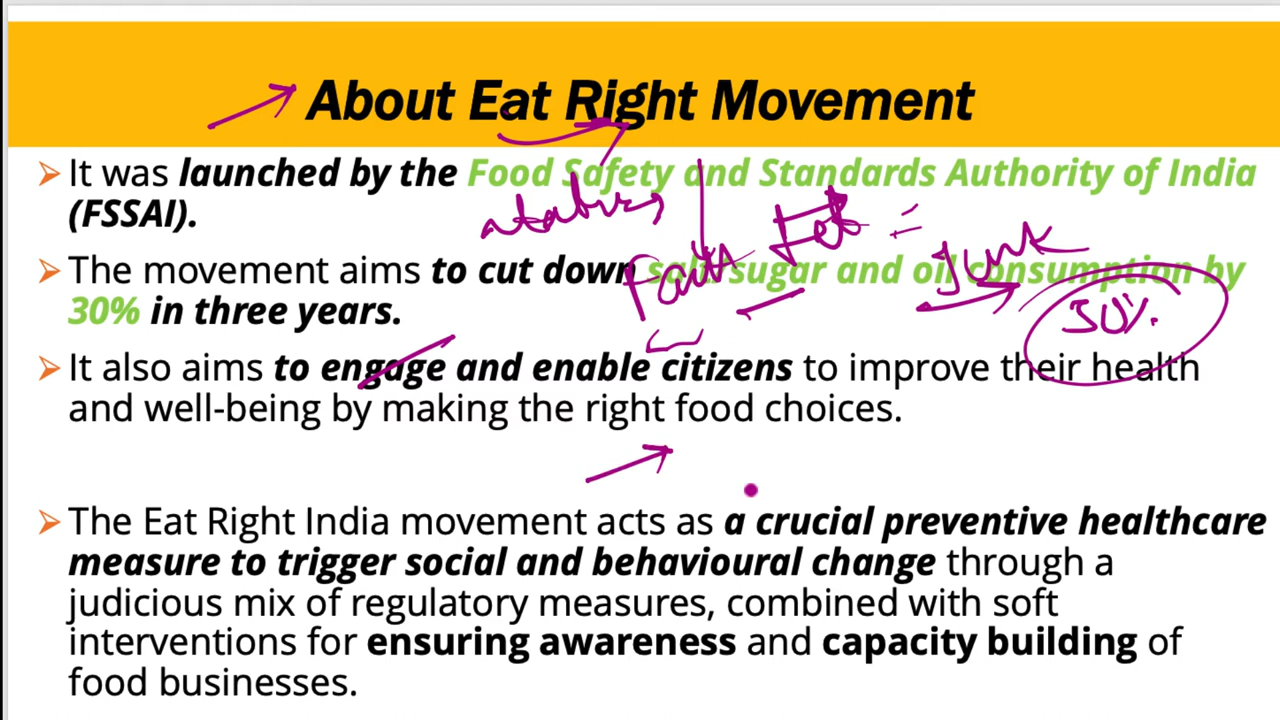 About Eat Right Movement
➢ It was launched by the Food Safety and Standards Authority of India
(FSSAI).
➢ The movement aims to cut down salt/sugar and oil consumption by
30% in three years.
➢ It also aims to engage and enable citizens to improve their health
and well-being by making the right food choices.
Junk
30%
➢ The Eat Right India movement acts as a crucial preventive healthcare
measure to trigger social and behavioural change through a
judicious mix of regulatory measures, combined with soft
interventions for ensuring awareness and capacity building of
food businesses.